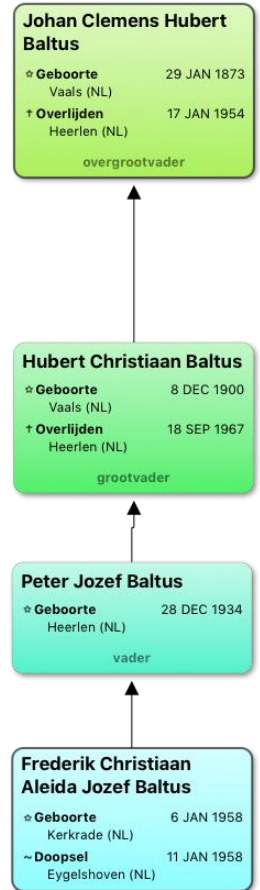 Johan Clemens Hubert
Baltus
☆ Geboorte 29 JAN 1873
Vaals (NL)
† Overlijden 17 JAN 1954
Heerlen (NL)
overgrootvader
Hubert Christiaan Baltus
☆ Geboorte 8 DEC 1900
Vaals (NL)
† Overlijden 18 SEP 1967
Heerlen (NL)
grootvader
Peter Jozef Baltus
☆ Geboorte 28 DEC 1934
Heerlen (NL)
vader
Frederik Christiaan
Aleida Jozef Baltus
☆ Geboorte 6 JAN 1958
Kerkrade (NL)
~ Doopsel 11 JAN 1958
Eygelshoven (NL)